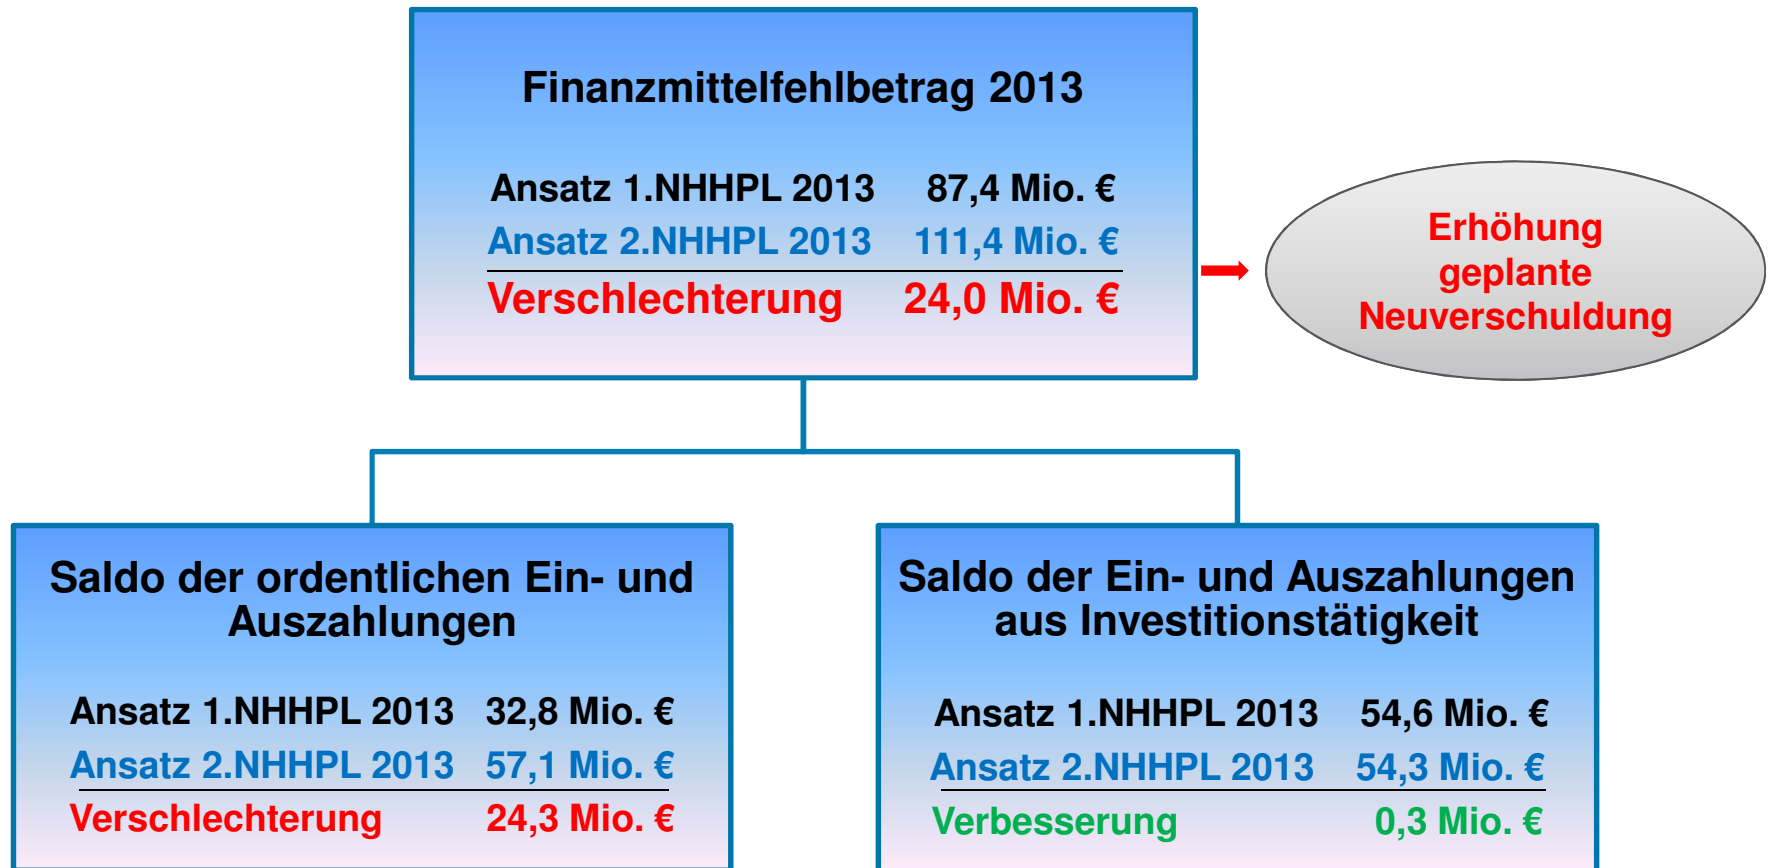 Finanzmittelfehlbetrag 2013
Ansatz 1.NHHPL 2013 87,4 Mio. €
Ansatz 2.NHHPL 2013 111,4 Mio. €
Verschlechterung 24,0 Mio. €
Erhöhung
geplante
Neuverschuldung
Saldo der ordentlichen Ein- und
Auszahlungen
Ansatz 1.NHHPL 2013 32,8 Mio. €
Ansatz 2.NHHPL 2013 57,1 Mio. €
Verschlechterung 24,3 Mio. €
Saldo der Ein- und Auszahlungen
aus Investitionstätigkeit
Ansatz 1.NHHPL 2013 54,6 Mio. €
Ansatz 2.NHHPL 2013 54,3 Mio. €
Verbesserung 0,3 Mio. €